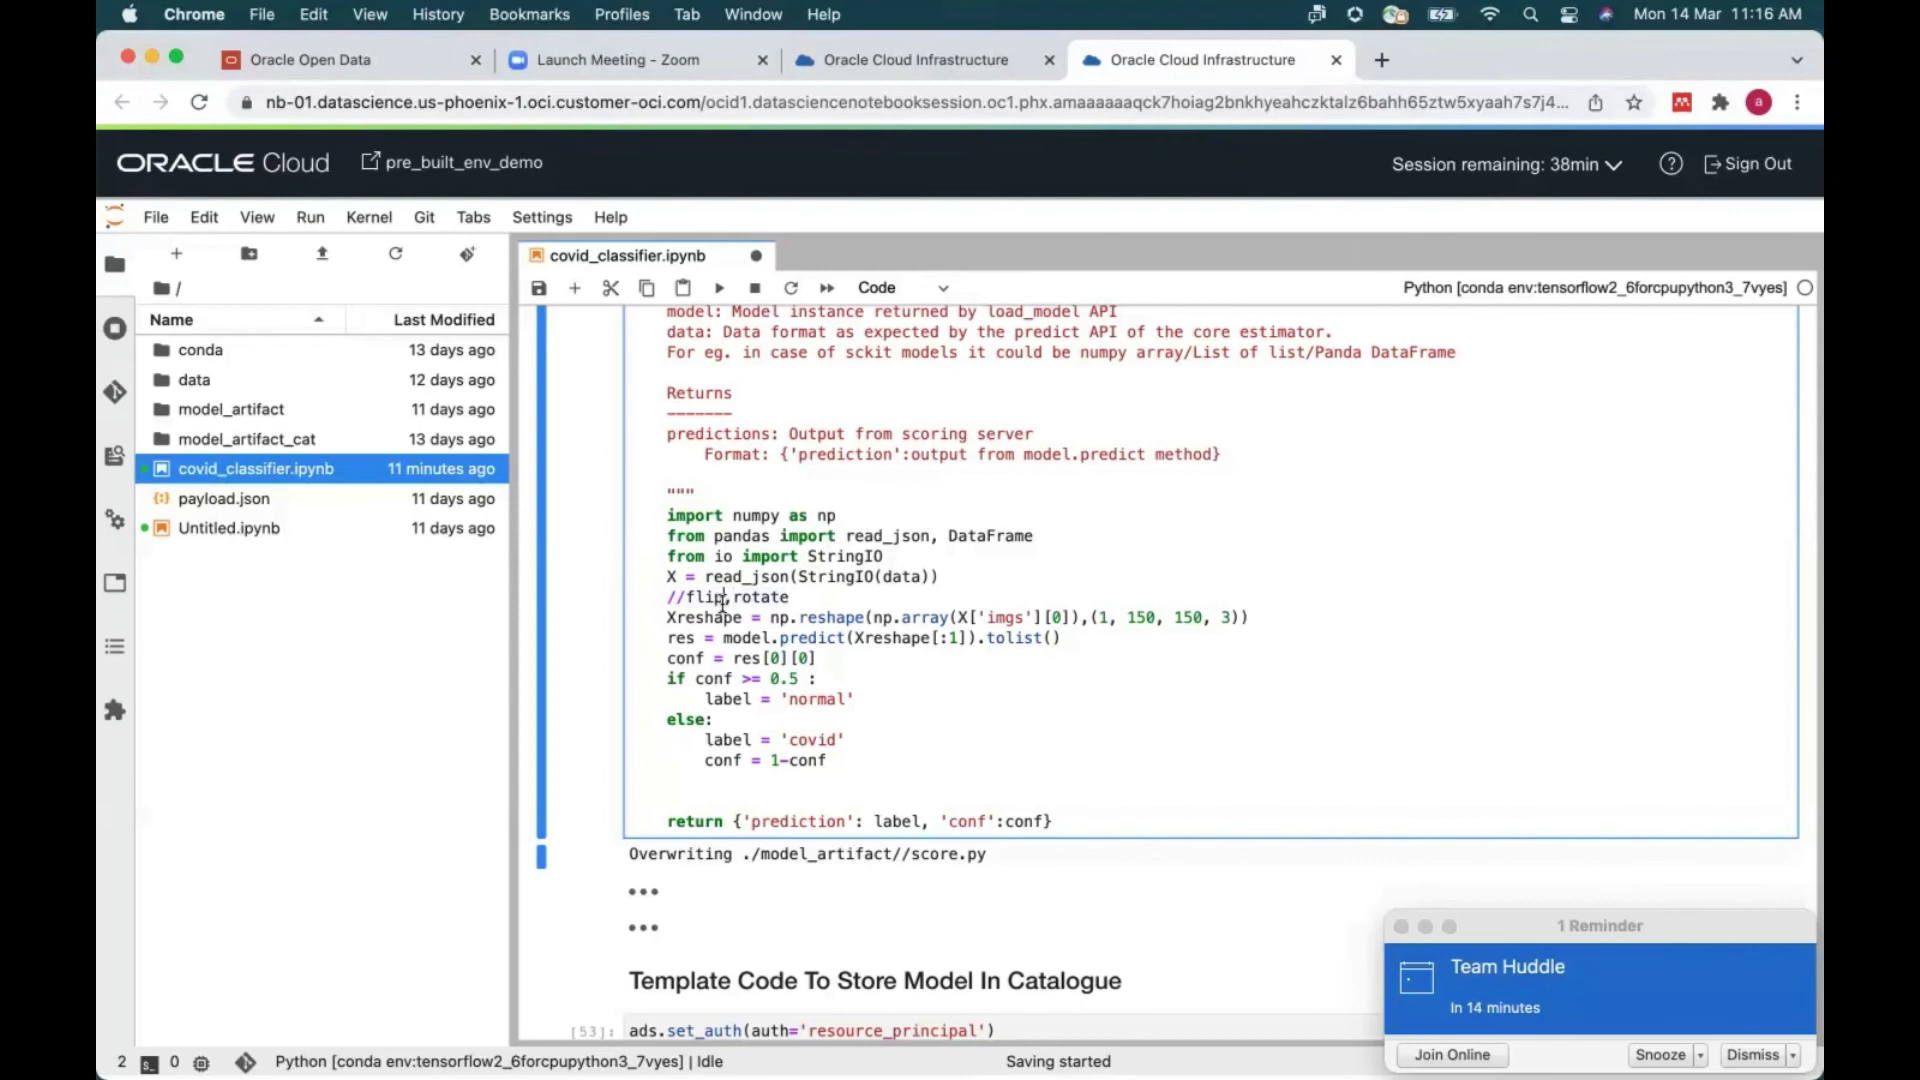 Chrome File Edit View History Bookmarks Profiles Tab Window Help Mon 14 Mar 11:16 AM
Oracle Open Data Launch Meeting - Zoom Oracle Cloud Infrastructure Oracle Cloud Infrastructure
nb-01.datascience.us-phoenix-1.oci.customer-oci.com/ocid1.datasciencenotebooksession.oc1.phx.amaaaaaaqck7hoiag2bnkhyeahczktalz6bahh65ztw5xyaah7s7j4... a
ORACLE Cloud pre_built_env_demo Session remaining: 38min Sign Out
File Edit View Run Kernel Git Tabs Settings Help
covid_classifier.ipynb
/
Code Python [conda env:tensorflow2_6forcpupython3_7vyes]
Name Last Modified
conda 13 days ago
data 12 days ago
model_artifact 11 days ago
model_artifact_cat 13 days ago
covid_classifier.ipynb 11 minutes ago
payload.json 11 days ago
Untitled.ipynb 11 days ago
model: Model instance returned by load_model API
data: Data format as expected by the predict API of the core estimator.
For eg. in case of sckit models it could be numpy array/List of list/Panda DataFrame
Returns
-------
predictions: Output from scoring server
Format: {'prediction':output from model.predict method}
"""
import numpy as np
from pandas import read_json, DataFrame
from io import StringIO
X = read_json(StringIO(data))
//flip,rotate
Xreshape = np.reshape(np.array(X['imgs'][0]),(1, 150, 150, 3))
res = model.predict(Xreshape[:1]).tolist()
conf = res[0][0]
if conf >= 0.5 :
label = 'normal'
else:
label = 'covid'
conf = 1-conf
return {'prediction': label, 'conf':conf}
Overwriting ./model_artifact//score.py
Template Code To Store Model In Catalogue
[53]: ads.set_auth(auth='resource_principal')
1 Reminder
Team Huddle
In 14 minutes
Join Online Snooze Dismiss
2 0 Python [conda env:tensorflow2_6forcpupython3_7vyes] | Idle Saving started